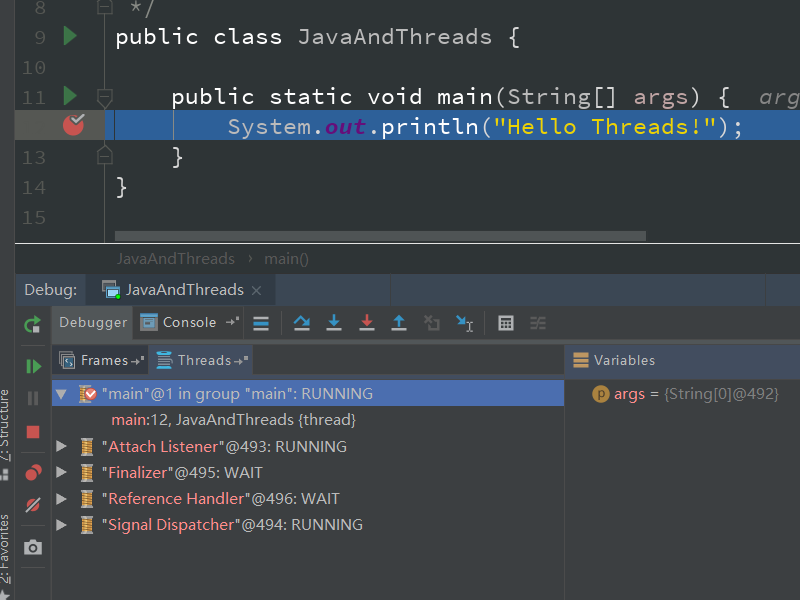 8 */
9 public class JavaAndThreads {
10
11 public static void main(String[] args) { arg
System.out.println("Hello Threads!");
13 }
14 }
15
JavaAndThreads › main()
Debug: JavaAndThreads ×
Debugger Console
Frames Threads Variables
"main"@1 in group "main": RUNNING
p args = {String[0]@492}
main:12, JavaAndThreads {thread}
"Attach Listener"@493: RUNNING
"Finalizer"@495: WAIT
"Reference Handler"@496: WAIT
"Signal Dispatcher"@494: RUNNING
7: Structure
2: Favorites